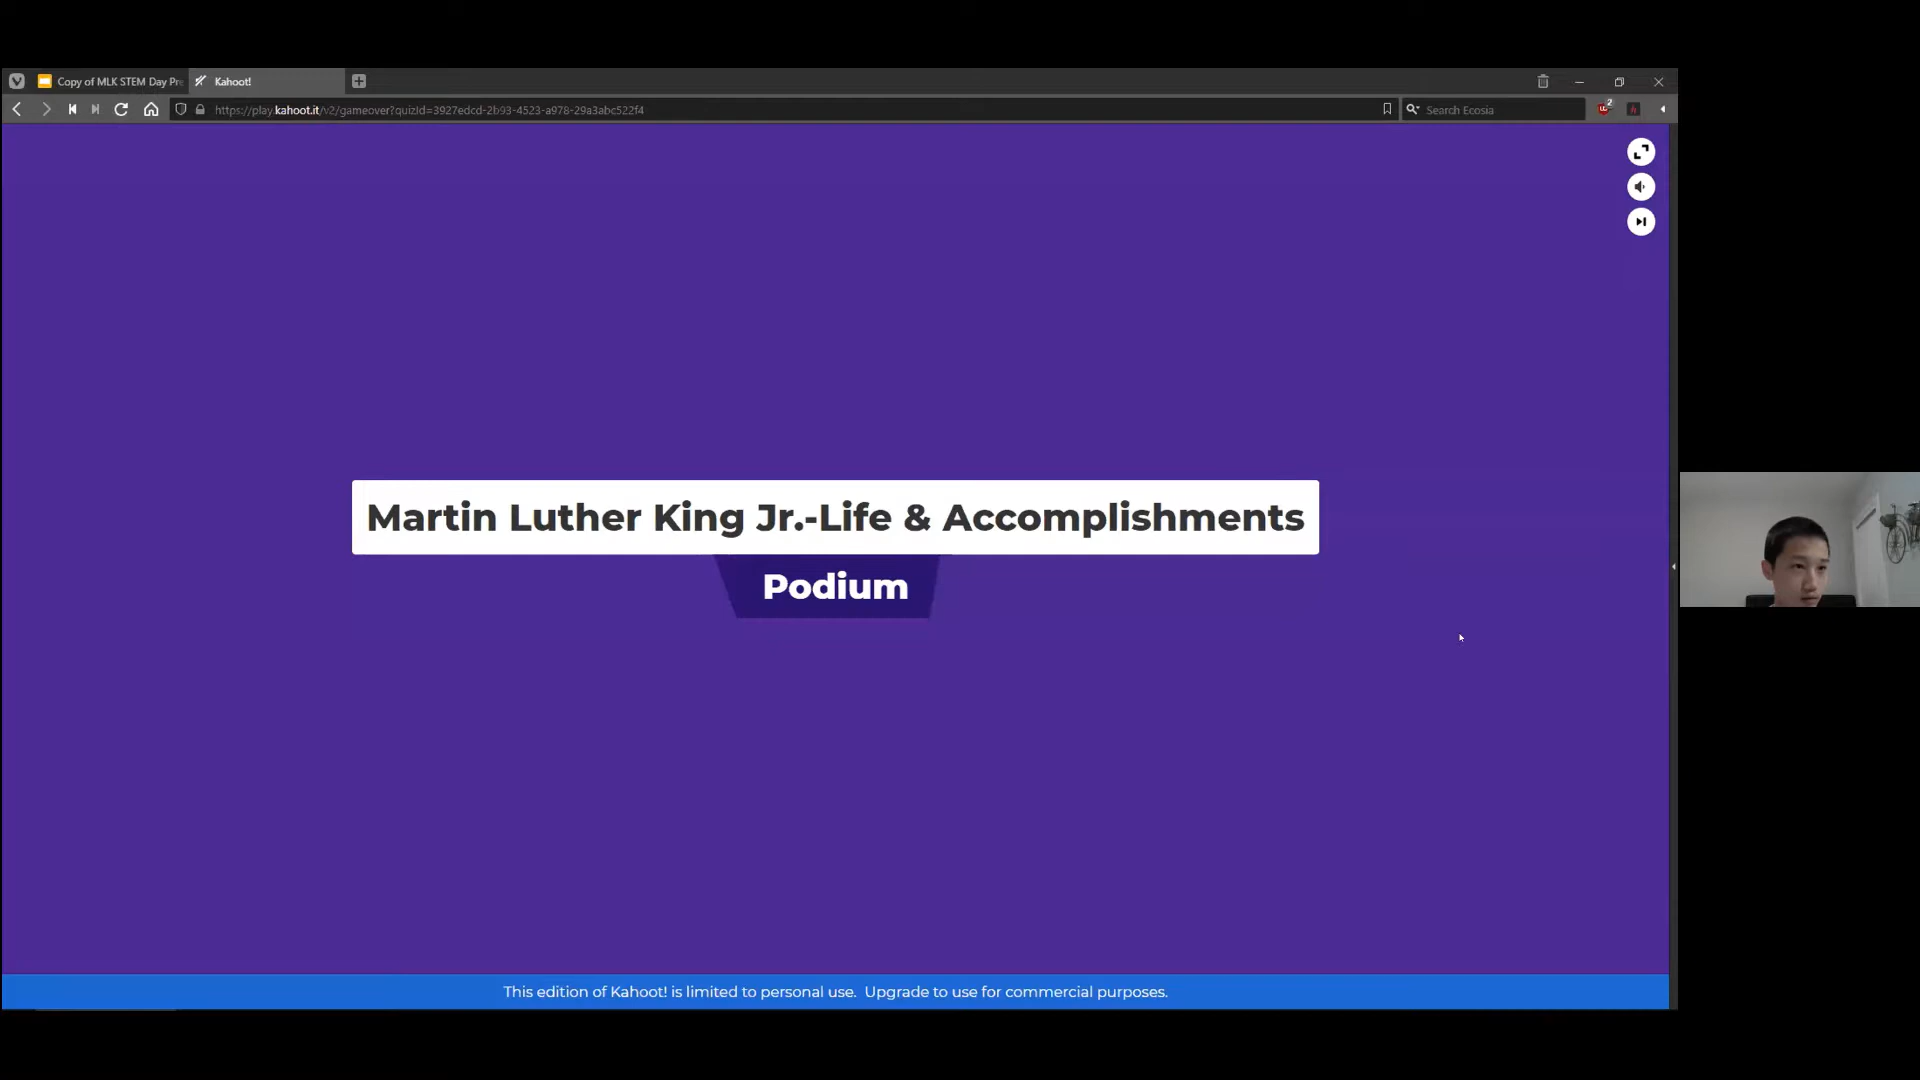 Copy of MLK STEM Day Pre
Kahoot!
https://play.kahoot.it/v2/gameover?quizId=3927edcd-2b93-4523-a978-29a3abc522f4
Search Ecosia
2
Martin Luther King Jr.-Life & Accomplishments
Podium
This edition of Kahoot! is limited to personal use. Upgrade to use for commercial purposes.